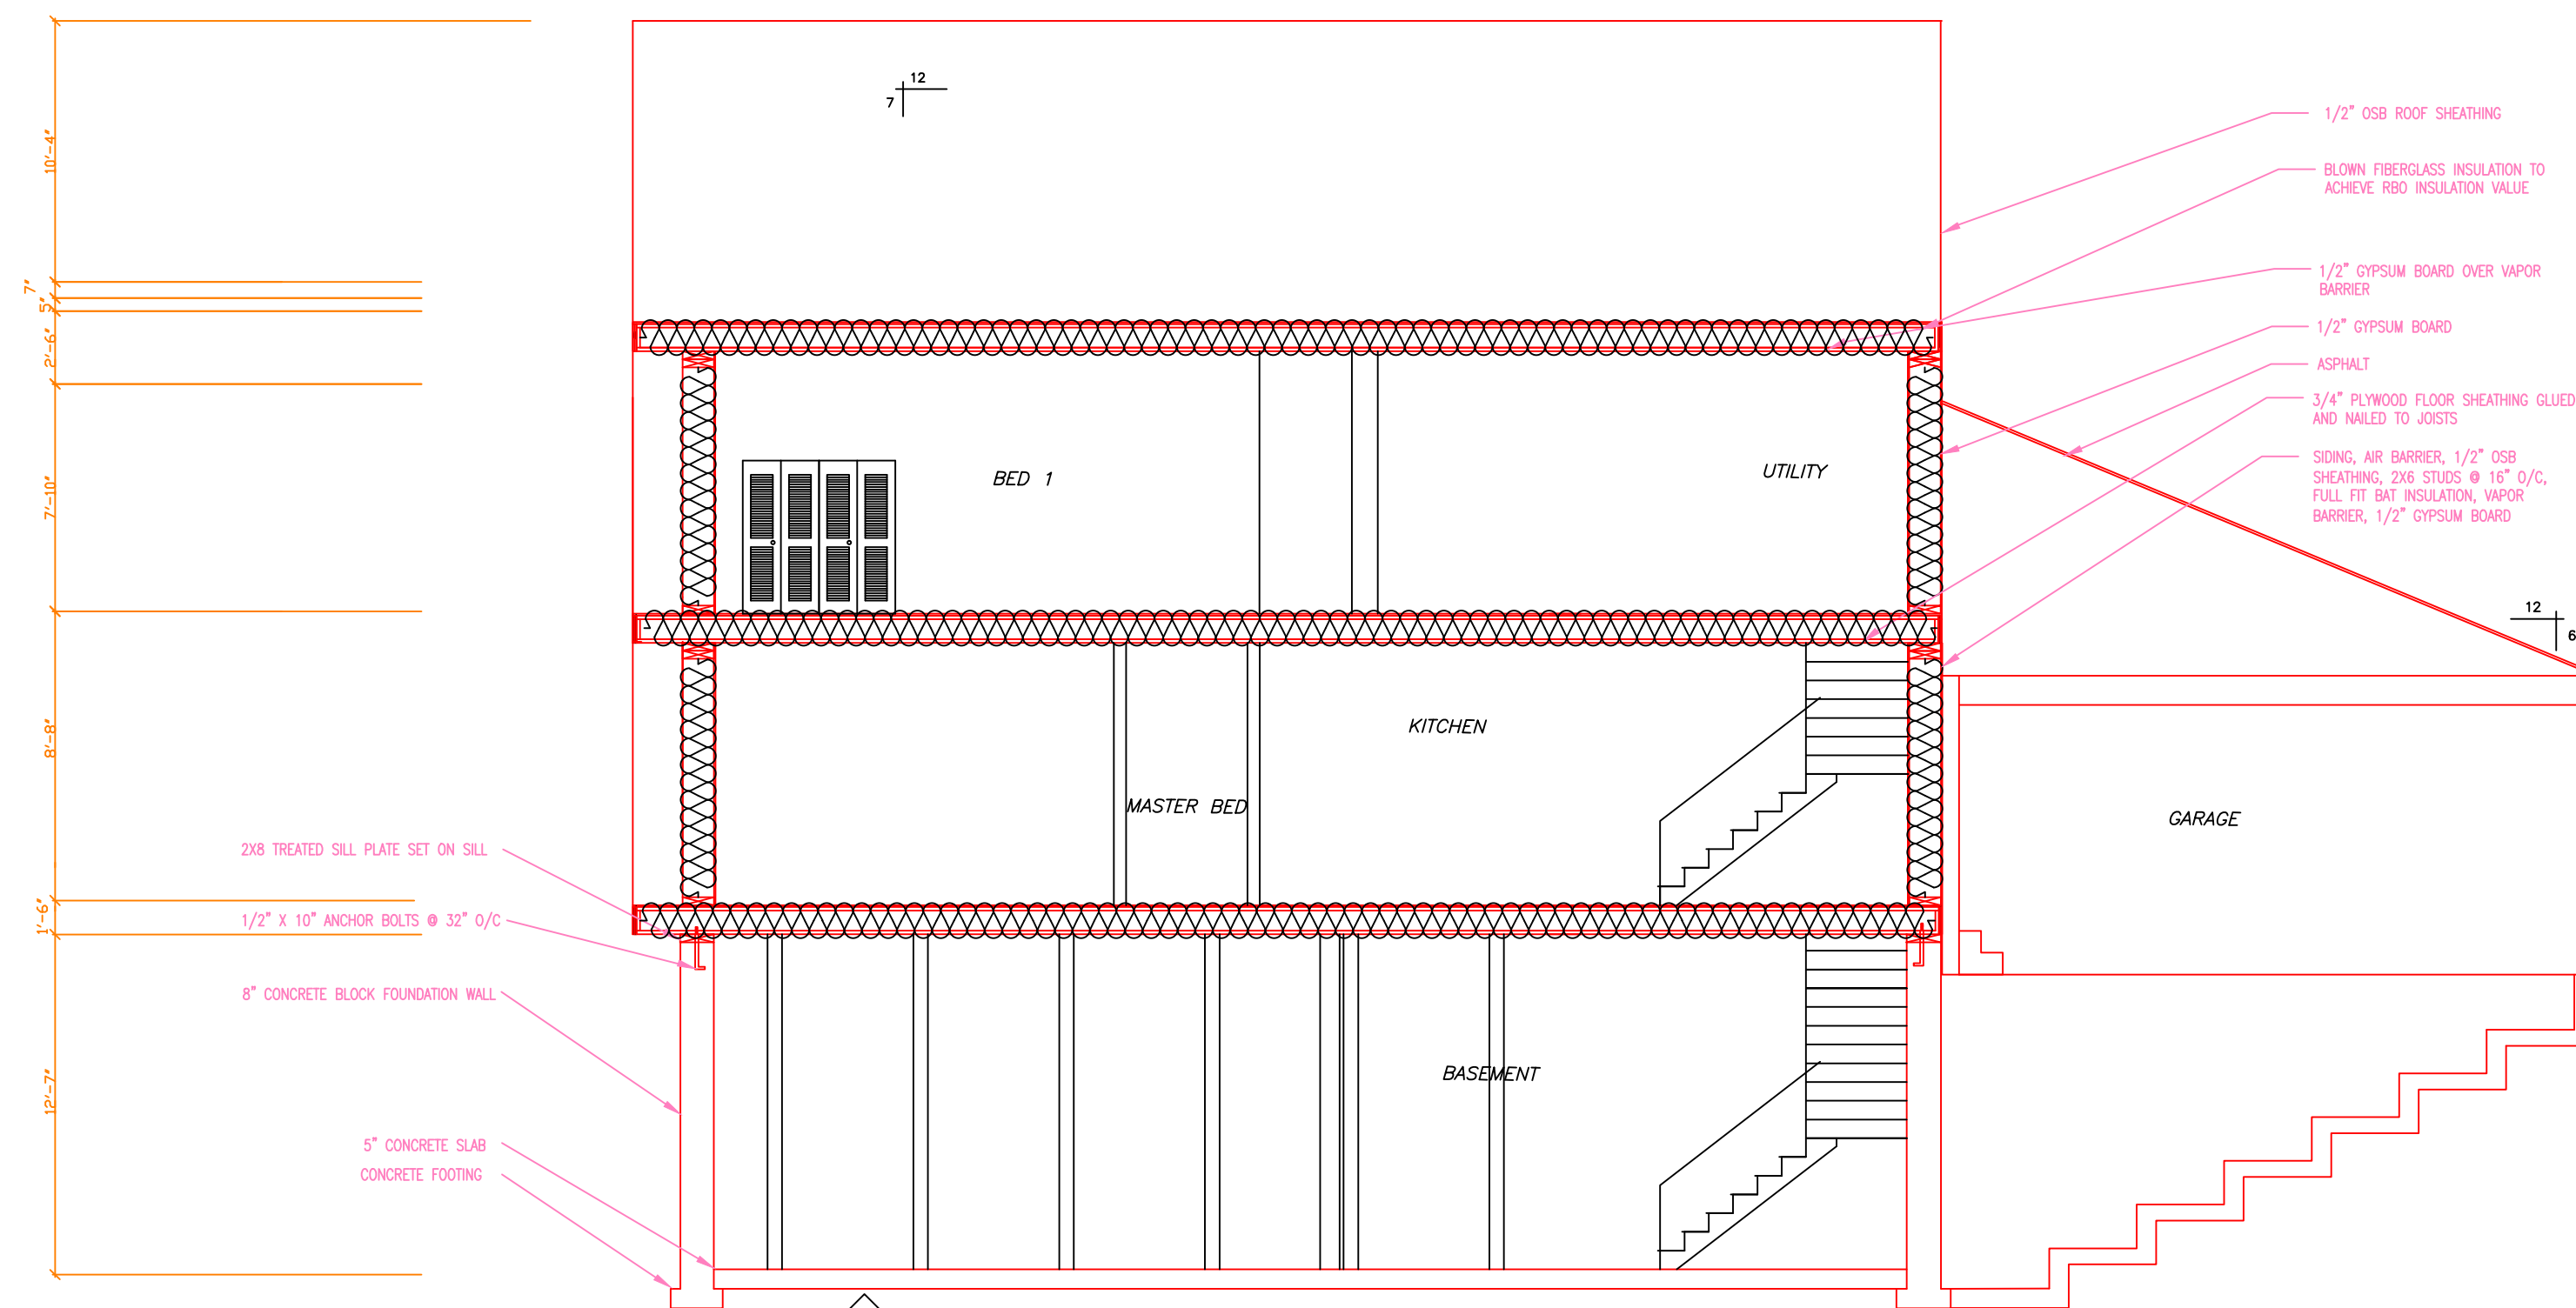 12
7
10'-4"
7"
5"
2'-6"
7'-10"
8'-8"
1'-6"
12'-7"
1/2" OSB ROOF SHEATHING
BLOWN FIBERGLASS INSULATION TO
ACHIEVE RBO INSULATION VALUE
1/2" GYPSUM BOARD OVER VAPOR
BARRIER
1/2" GYPSUM BOARD
ASPHALT
3/4" PLYWOOD FLOOR SHEATHING GLUED
AND NAILED TO JOISTS
SIDING, AIR BARRIER, 1/2" OSB
SHEATHING, 2X6 STUDS @ 16" O/C,
FULL FIT BAT INSULATION, VAPOR
BARRIER, 1/2" GYPSUM BOARD
12
6
BED 1
UTILITY
KITCHEN
MASTER BED
GARAGE
BASEMENT
2X8 TREATED SILL PLATE SET ON SILL
1/2" X 10" ANCHOR BOLTS @ 32" O/C
8" CONCRETE BLOCK FOUNDATION WALL
5" CONCRETE SLAB
CONCRETE FOOTING